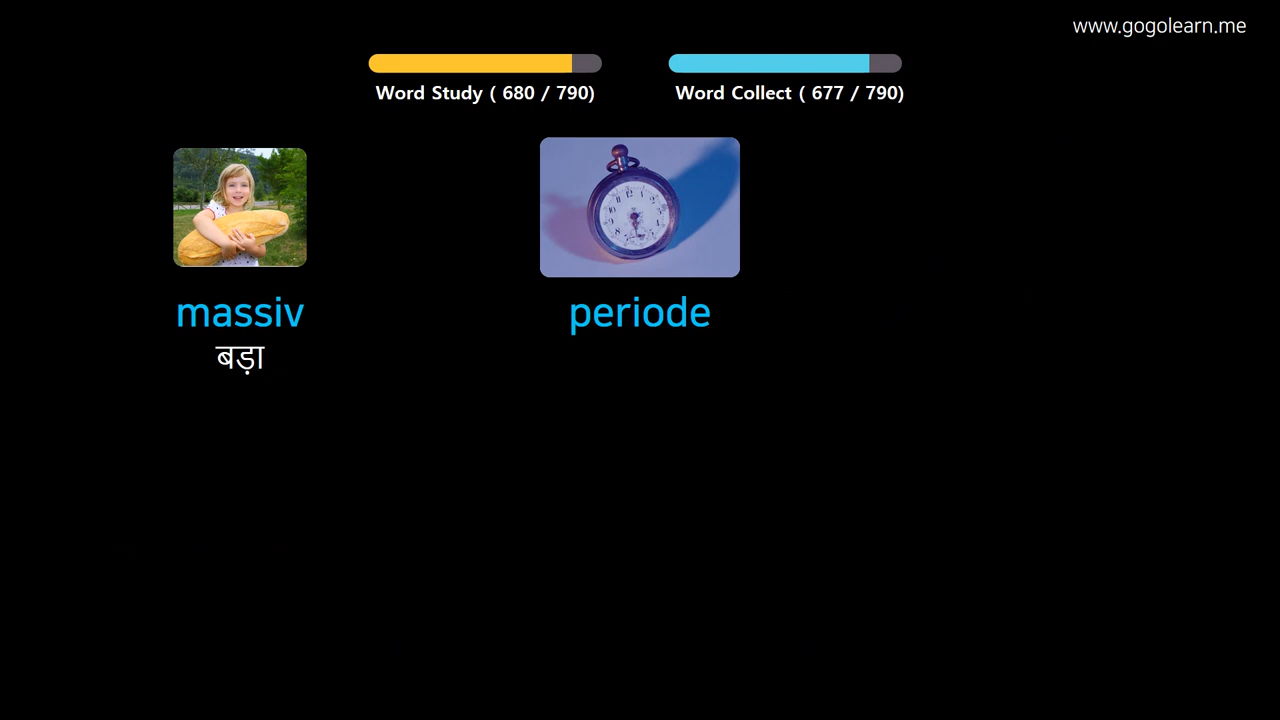 www.gogolearn.me
Word Study ( 680 / 790)
Word Collect ( 677 / 790)
massiv
बड़ा
periode